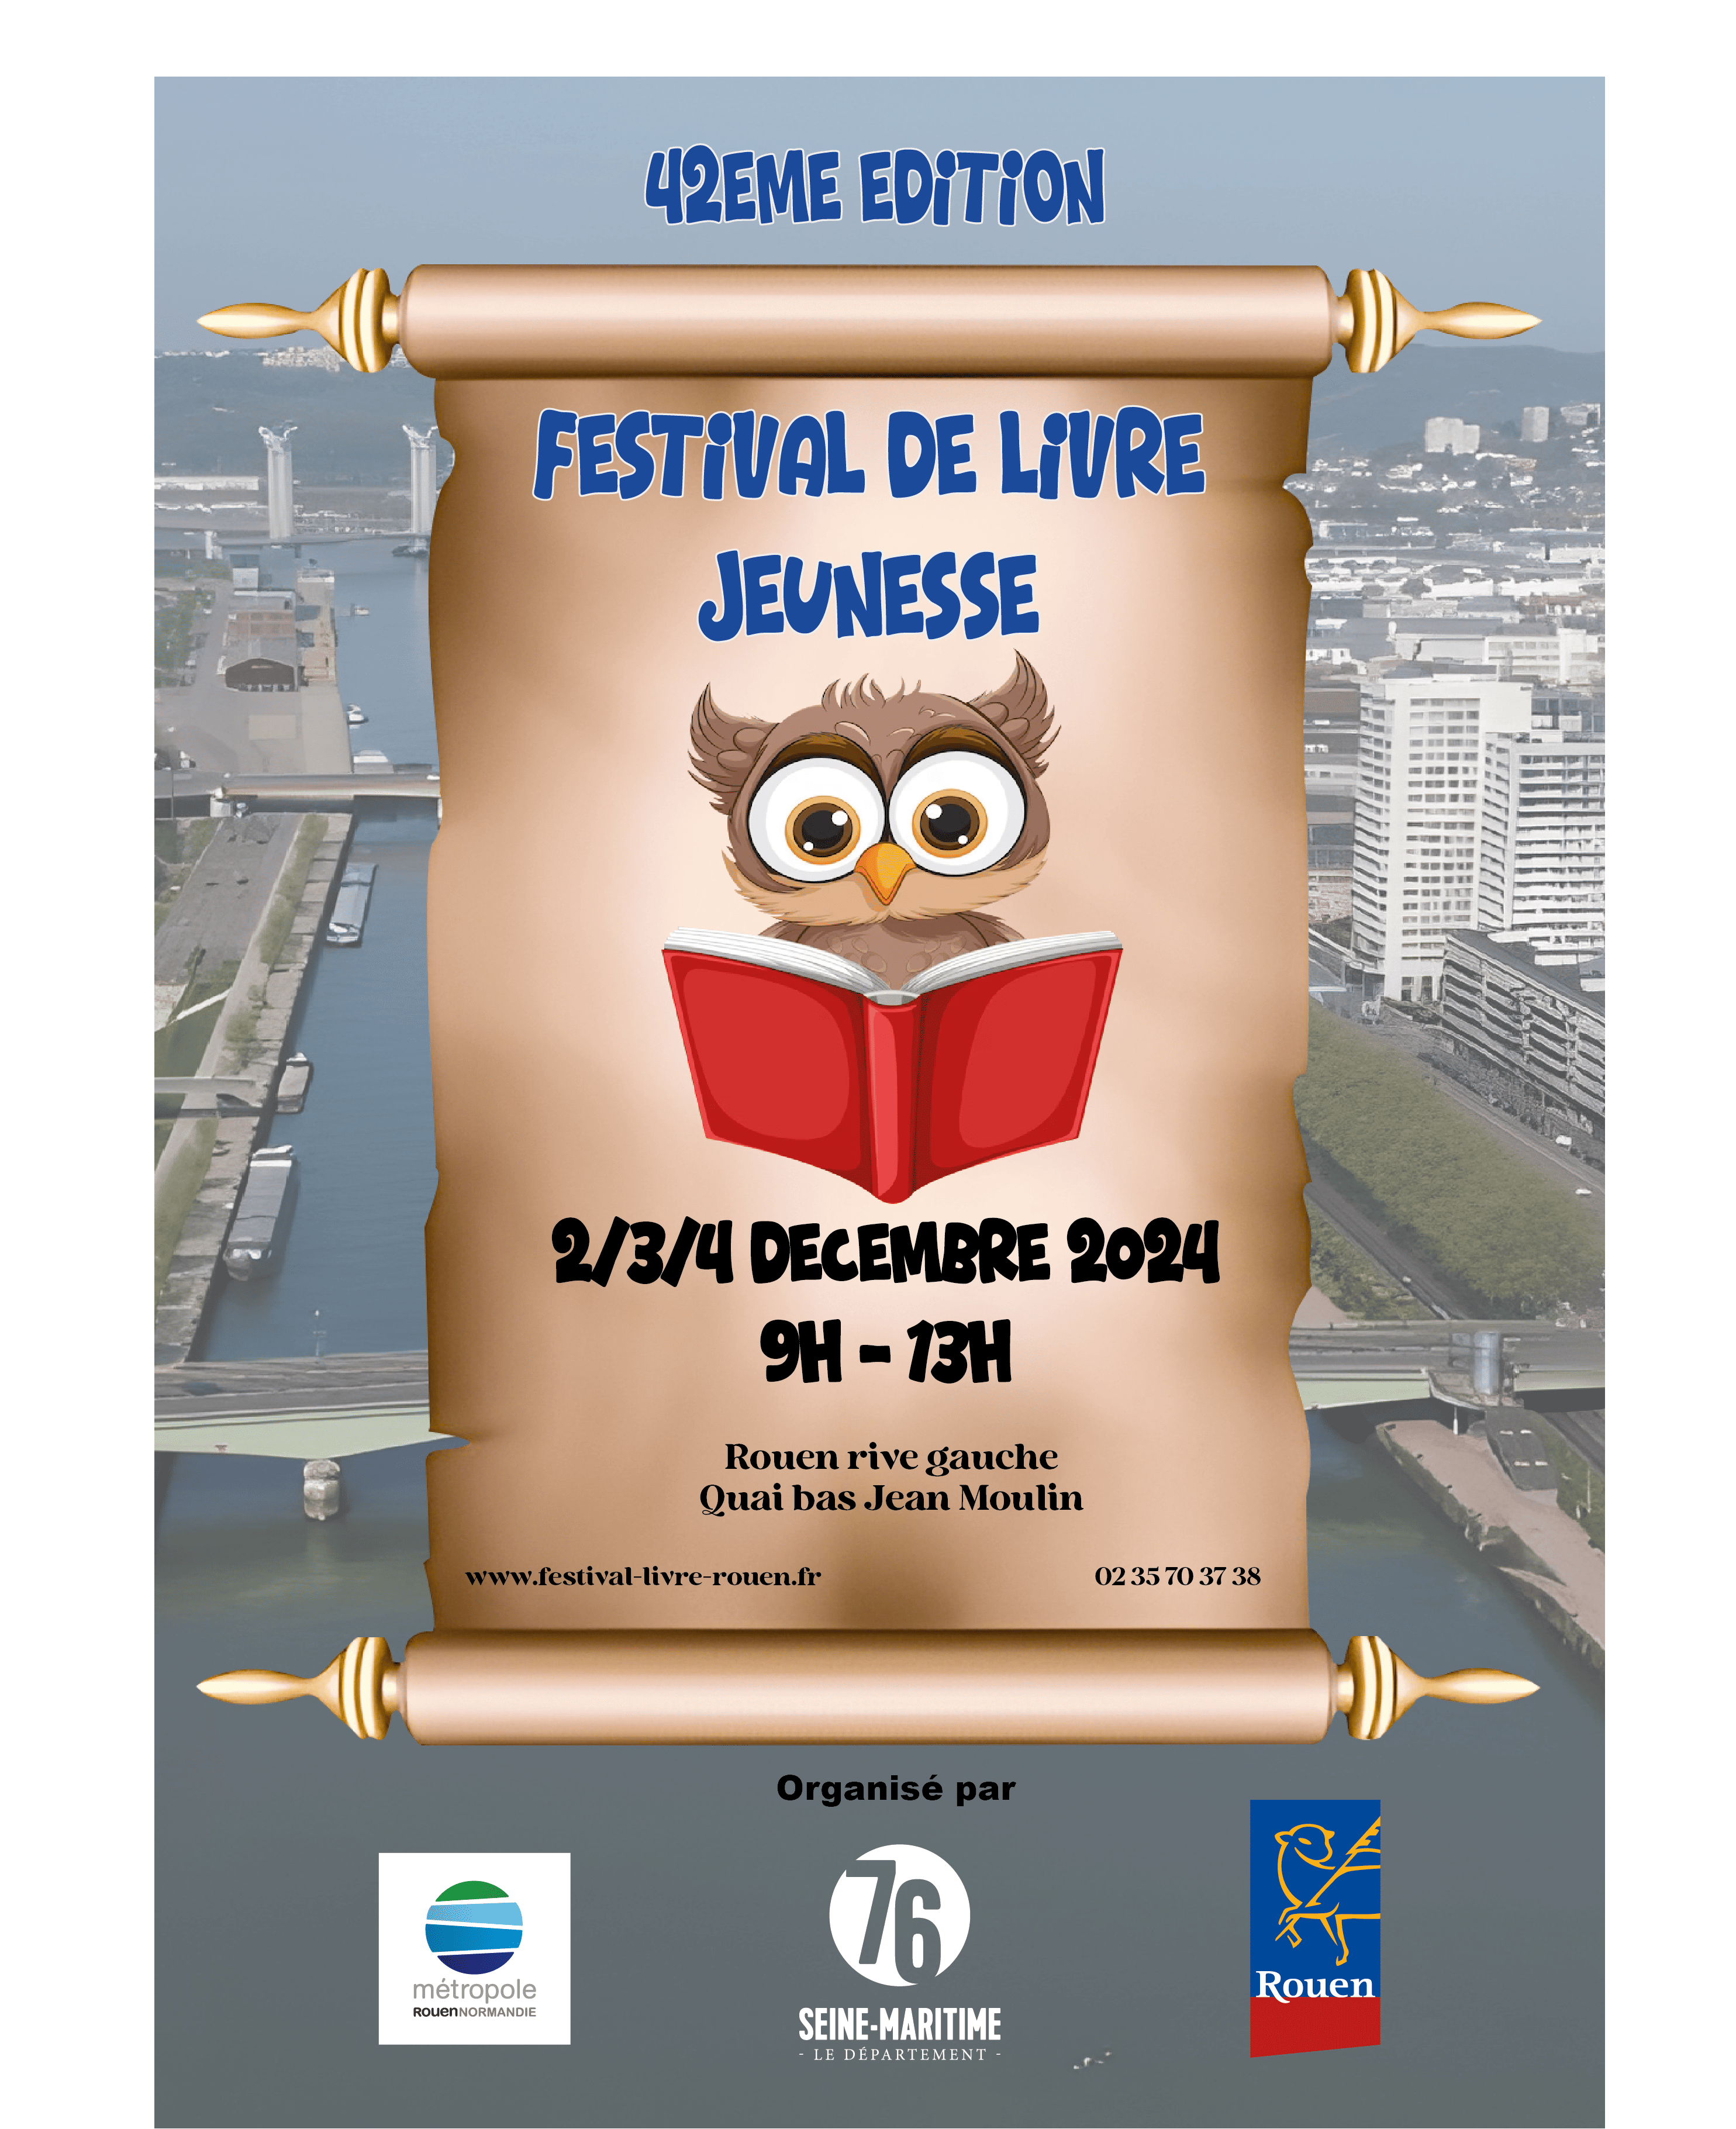 42EME EDiTiON
FESTiVAL DE LiVRE
JEUNESSE
2/3/4 DECEMBRE 2024
9H - 13H
Rouen rive gauche
Quai bas Jean Moulin
www.festival-livre-rouen.fr
02 35 70 37 38
Organisé par
métropole
ROUENNORMANDIE
76
SEINE-MARITIME
- LE DÉPARTEMENT -
Rouen